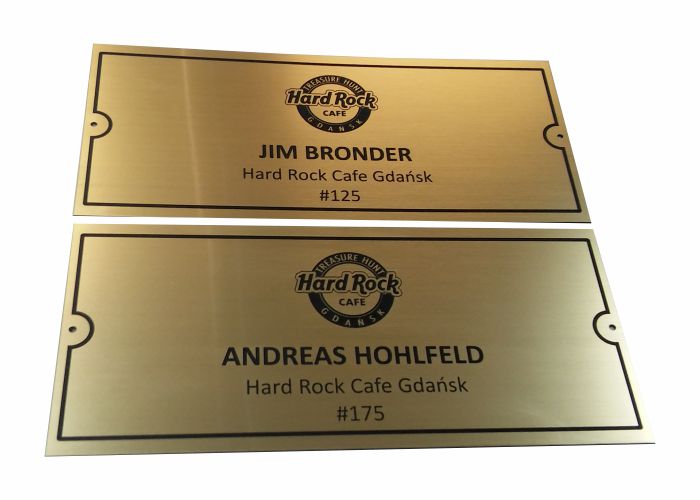 TREASURE HUNT
Hard Rock
CAFE
GDAŃSK
JIM BRONDER
Hard Rock Cafe Gdańsk
#125
TREASURE HUNT
Hard Rock
CAFE
GDAŃSK
ANDREAS HOHLFELD
Hard Rock Cafe Gdańsk
#175